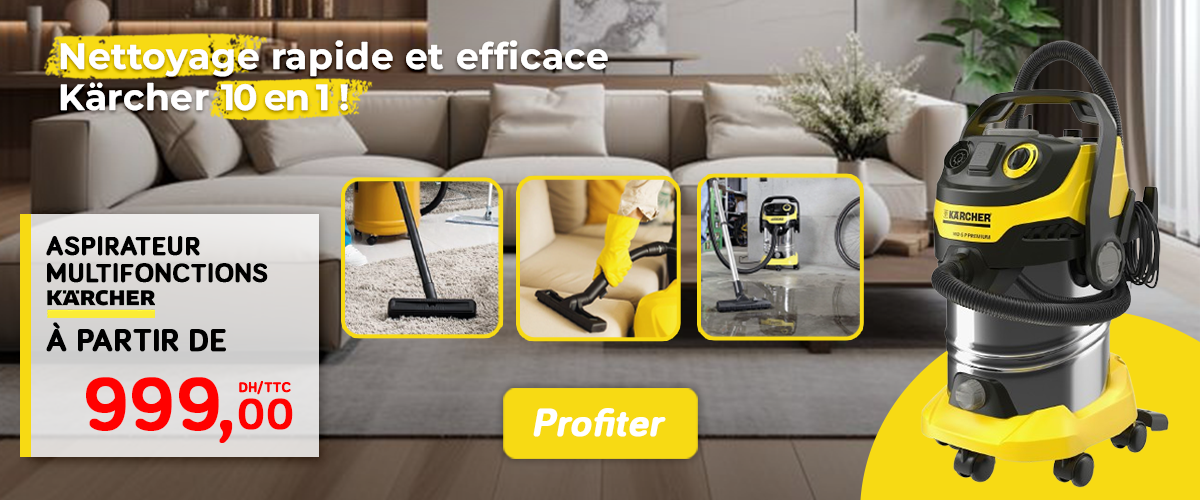 Nettoyage rapide et efficace
Kärcher 10 en 1 !
ASPIRATEUR
MULTIFONCTIONS
KÄRCHER
À PARTIR DE
999,00 DH/TTC
Profiter
KÄRCHER
WD 6 P PREMIUM